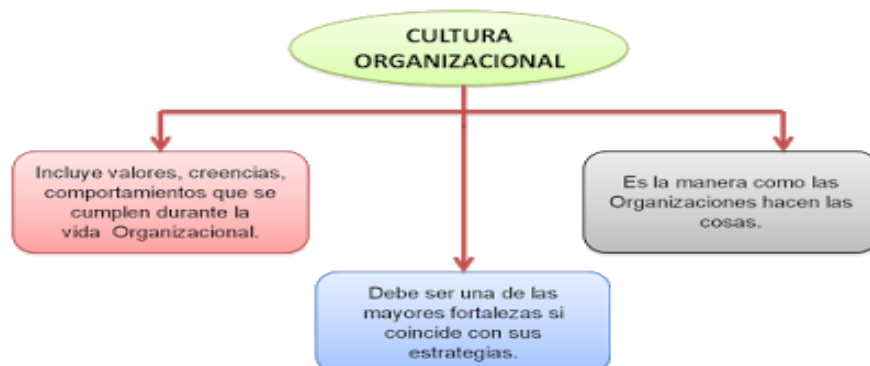 CULTURA
ORGANIZACIONAL
Incluye valores, creencias,
comportamientos que se
cumplen durante la
vida Organizacional.
Es la manera como las
Organizaciones hacen las
cosas.
Debe ser una de las
mayores fortalezas si
coincide con sus
estrategias.